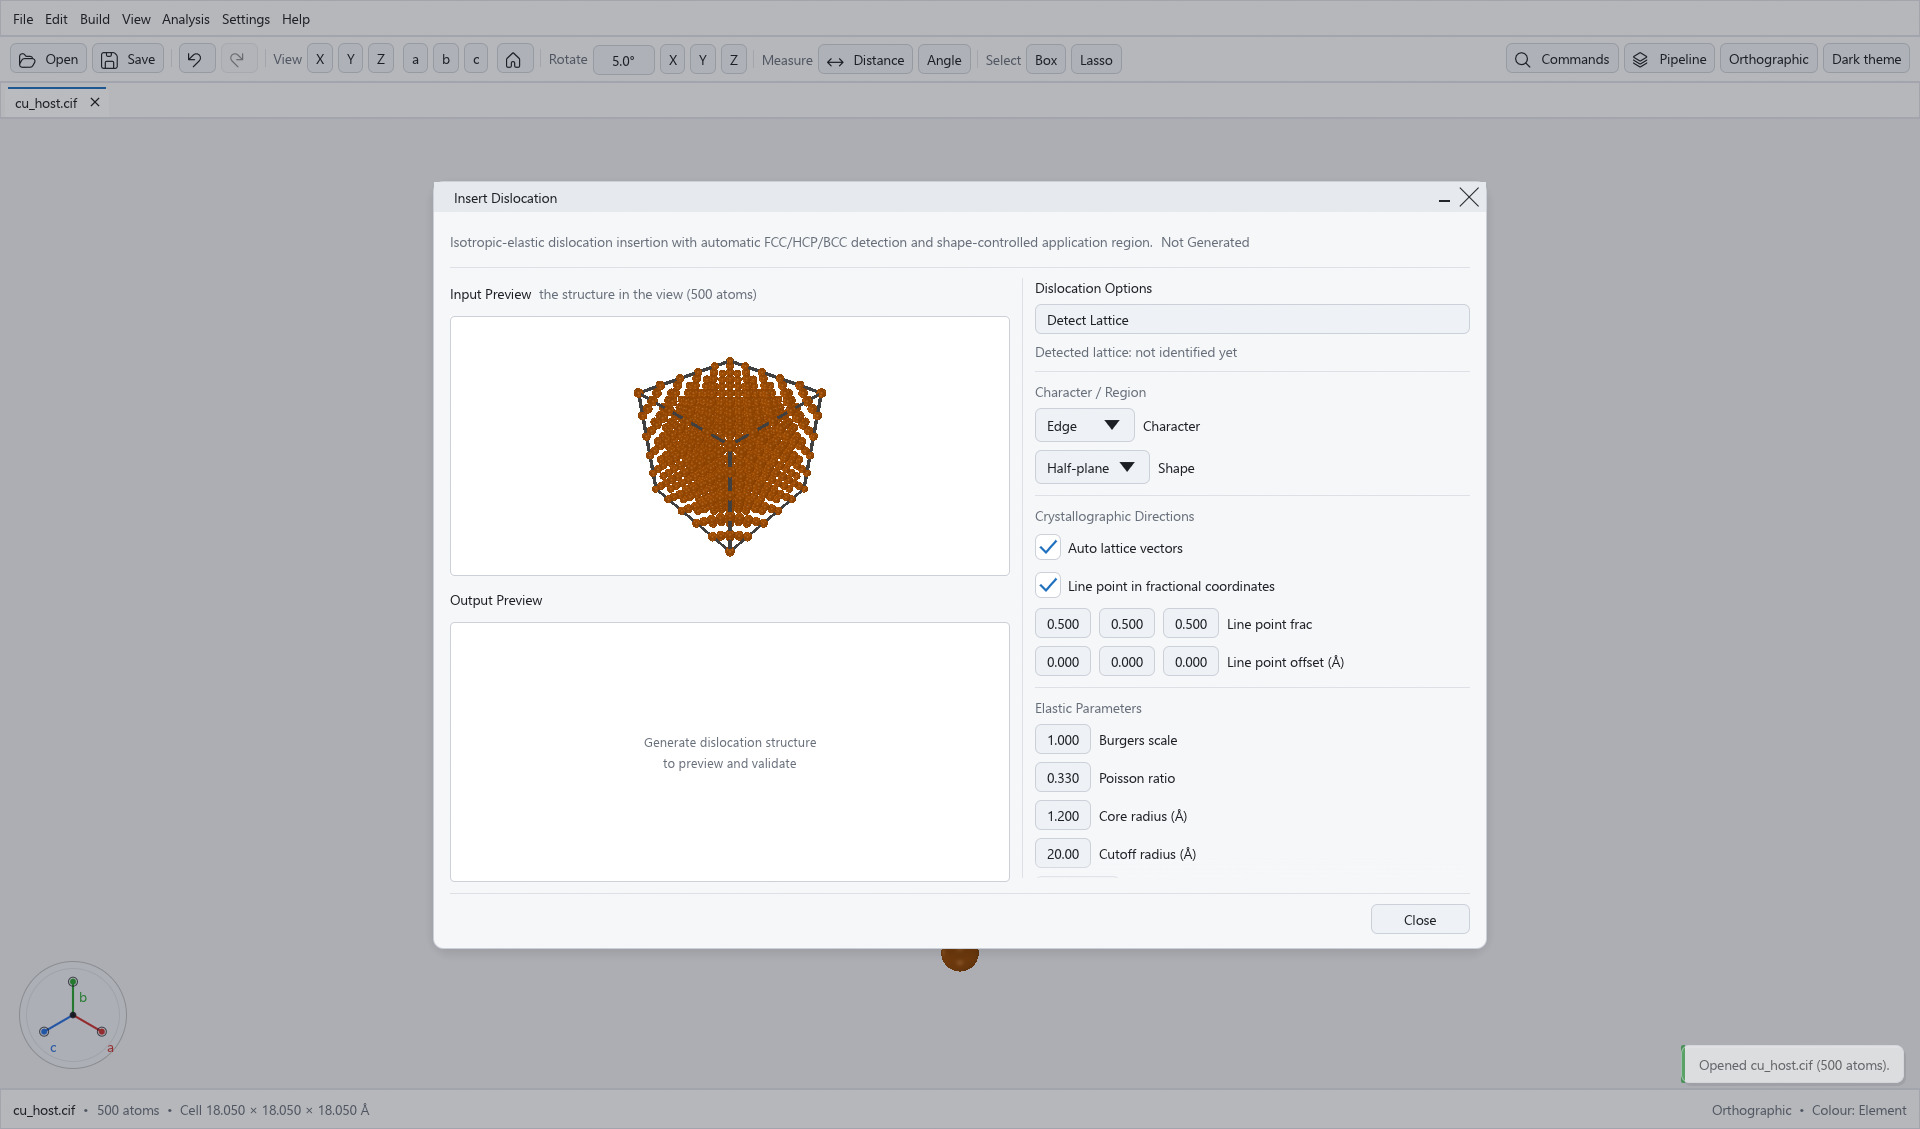 File Edit Build View Analysis Settings Help
Open Save View X Y Z a b c Rotate 5.0° X Y Z Measure Distance Angle Select Box Lasso Commands Pipeline Orthographic Dark theme
cu_host.cif
Insert Dislocation
Isotropic-elastic dislocation insertion with automatic FCC/HCP/BCC detection and shape-controlled application region. Not Generated
Input Preview the structure in the view (500 atoms)
Output Preview
Generate dislocation structure
to preview and validate
Dislocation Options
Detect Lattice
Detected lattice: not identified yet
Character / Region
Edge Character
Half-plane Shape
Crystallographic Directions
Auto lattice vectors
Line point in fractional coordinates
0.500 0.500 0.500 Line point frac
0.000 0.000 0.000 Line point offset (Å)
Elastic Parameters
1.000 Burgers scale
0.330 Poisson ratio
1.200 Core radius (Å)
20.00 Cutoff radius (Å)
Close
b
c a
Opened cu_host.cif (500 atoms).
cu_host.cif • 500 atoms • Cell 18.050 × 18.050 × 18.050 Å
Orthographic • Colour: Element